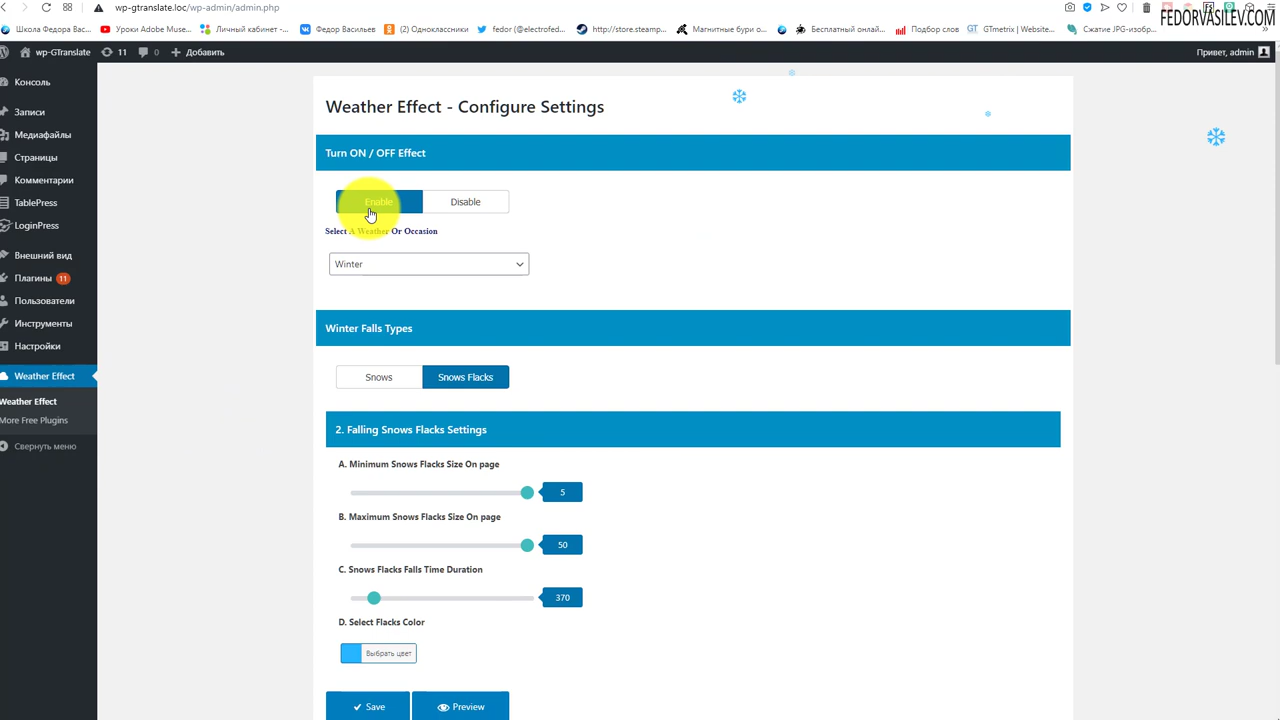 wp-gtranslate.loc/wp-admin/admin.php
FEDORVASILEV.COM
Школа Федора Вас...
Уроки Adobe Muse...
Личный кабинет -...
Федор Васильев
(2) Одноклассники
fedor (@electrofed...
http://store.steamp...
Магнитные бури о...
Бесплатный онлай...
Подбор слов
GTmetrix | Website...
Сжатие JPG-изобр...
»
wp-GTranslate
11
0
Добавить
Привет, admin
Консоль
Записи
Медиафайлы
Страницы
Комментарии
TablePress
LoginPress
Внешний вид
Плагины 11
Пользователи
Инструменты
Настройки
Weather Effect
Weather Effect
More Free Plugins
Свернуть меню
Weather Effect - Configure Settings
Turn ON / OFF Effect
Enable
Disable
Select A Weather Or Occasion
Winter
Winter Falls Types
Snows
Snows Flacks
2. Falling Snows Flacks Settings
A. Minimum Snows Flacks Size On page
5
B. Maximum Snows Flacks Size On page
50
C. Snows Flacks Falls Time Duration
370
D. Select Flacks Color
Выбрать цвет
Save
Preview